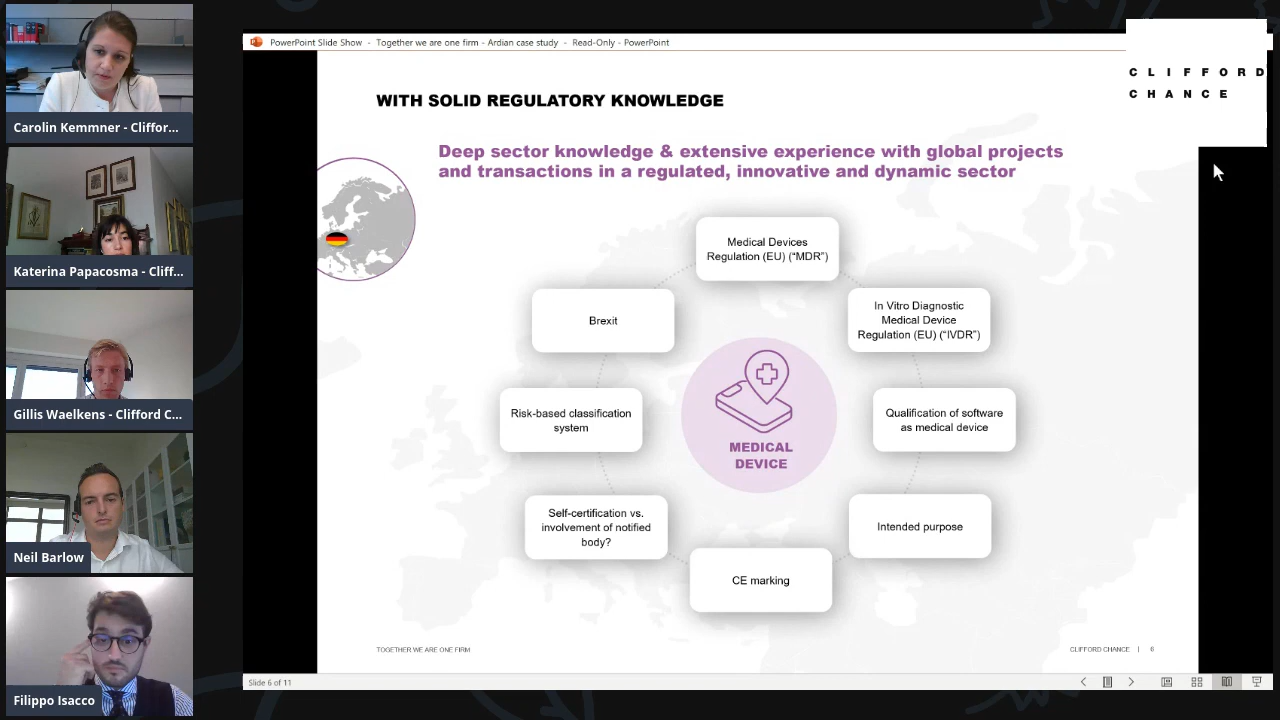 Carolin Kemmner - Cliffor...
Katerina Papacosma - Cliff...
Gillis Waelkens - Clifford C...
Neil Barlow
Filippo Isacco
PowerPoint Slide Show - Together we are one firm - Ardian case study - Read-Only - PowerPoint
CLIFFORD
CHANCE
WITH SOLID REGULATORY KNOWLEDGE
Deep sector knowledge & extensive experience with global projects
and transactions in a regulated, innovative and dynamic sector
Medical Devices
Regulation (EU) (“MDR”)
In Vitro Diagnostic
Medical Device
Regulation (EU) (“IVDR”)
Qualification of software
as medical device
Intended purpose
CE marking
Self-certification vs.
involvement of notified
body?
Risk-based classification
system
Brexit
MEDICAL
DEVICE
TOGETHER WE ARE ONE FIRM
CLIFFORD CHANCE | 6
Slide 6 of 11